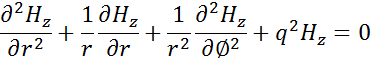 ∂²H_z/∂r² + 1/r ∂H_z/∂r + 1/r² ∂²H_z/∂∅² + q²H_z = 0